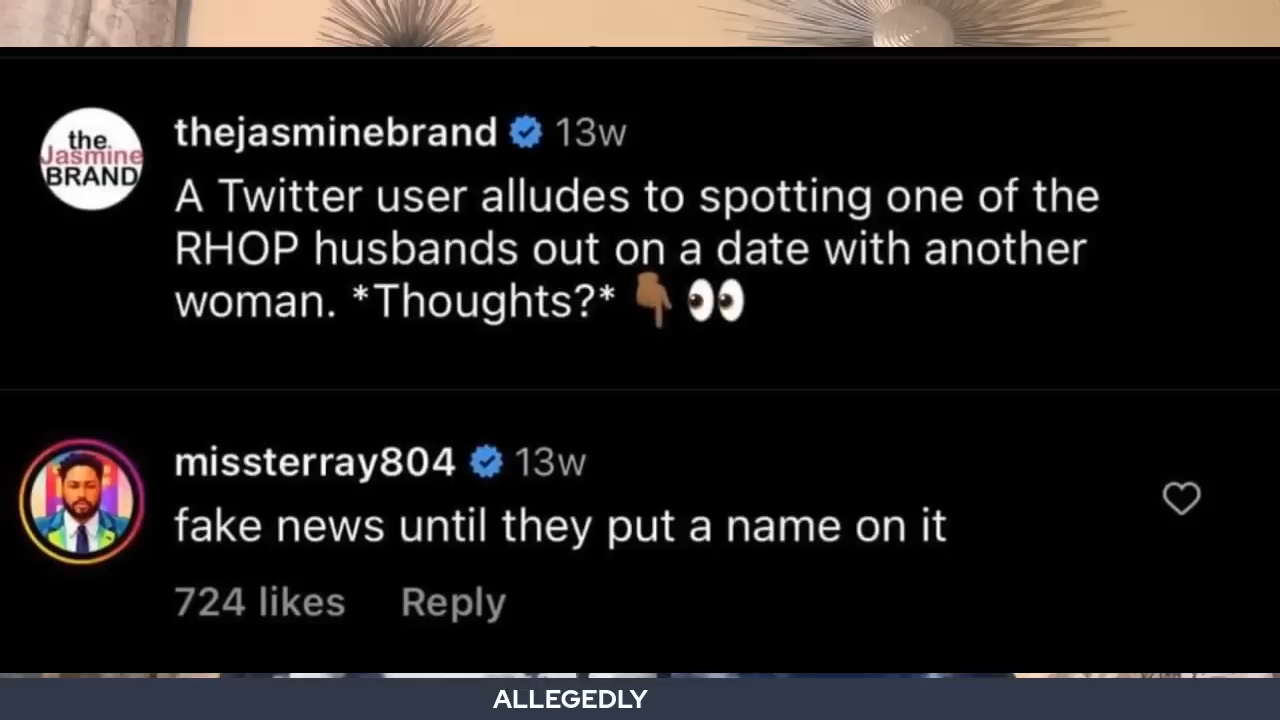 the.
Jasmine
BRAND
thejasminebrand 13w
A Twitter user alludes to spotting one of the
RHOP husbands out on a date with another
woman. *Thoughts?* 👇🏾👀
missterray804 13w
fake news until they put a name on it
724 likes Reply
ALLEGEDLY